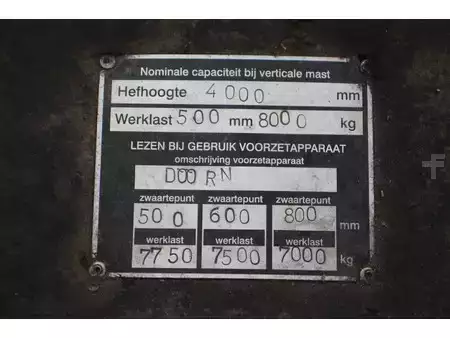 Nominale capaciteit bij verticale mast
Hefhoogte 4000 mm
Werklast 500 mm 8000 kg
LEZEN BIJ GEBRUIK VOORZETAPPARAAT
omschrijving voorzetapparaat
DOORN
zwaartepunt zwaartepunt zwaartepunt
500 600 800 mm
werklast werklast werklast
7750 7500 7000 kg